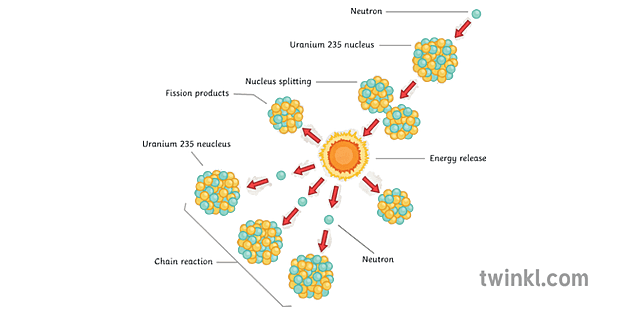 Neutron
Uranium 235 nucleus
Nucleus splitting
Fission products
Uranium 235 neucleus
Energy release
Chain reaction
Neutron
twinkl.com